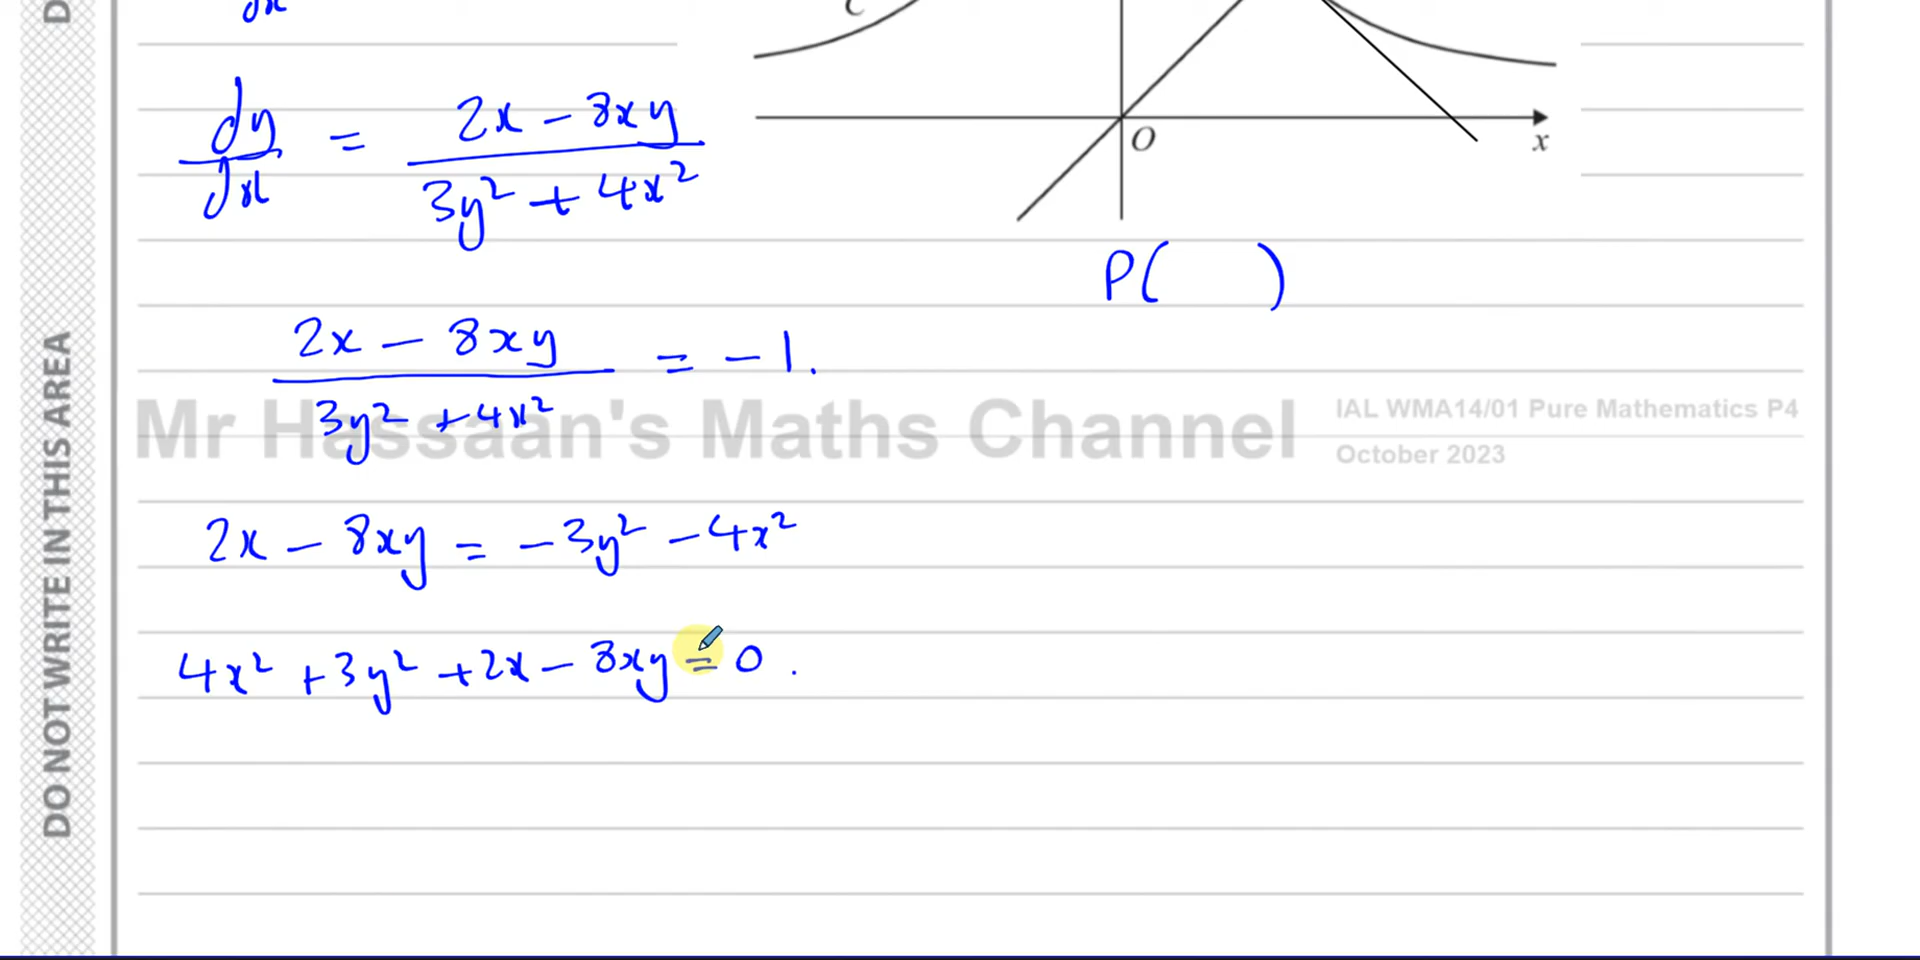 dx
C
dy/dx = (2x - 8xy)/(3y² + 4x²)
O
x
P( )
(2x - 8xy)/(3y² + 4x²) = -1.
Mr Hassaan's Maths Channel
IAL WMA14/01 Pure Mathematics P4
October 2023
2x - 8xy = -3y² - 4x²
4x² + 3y² + 2x - 8xy = 0.
DO NOT WRITE IN THIS AREA